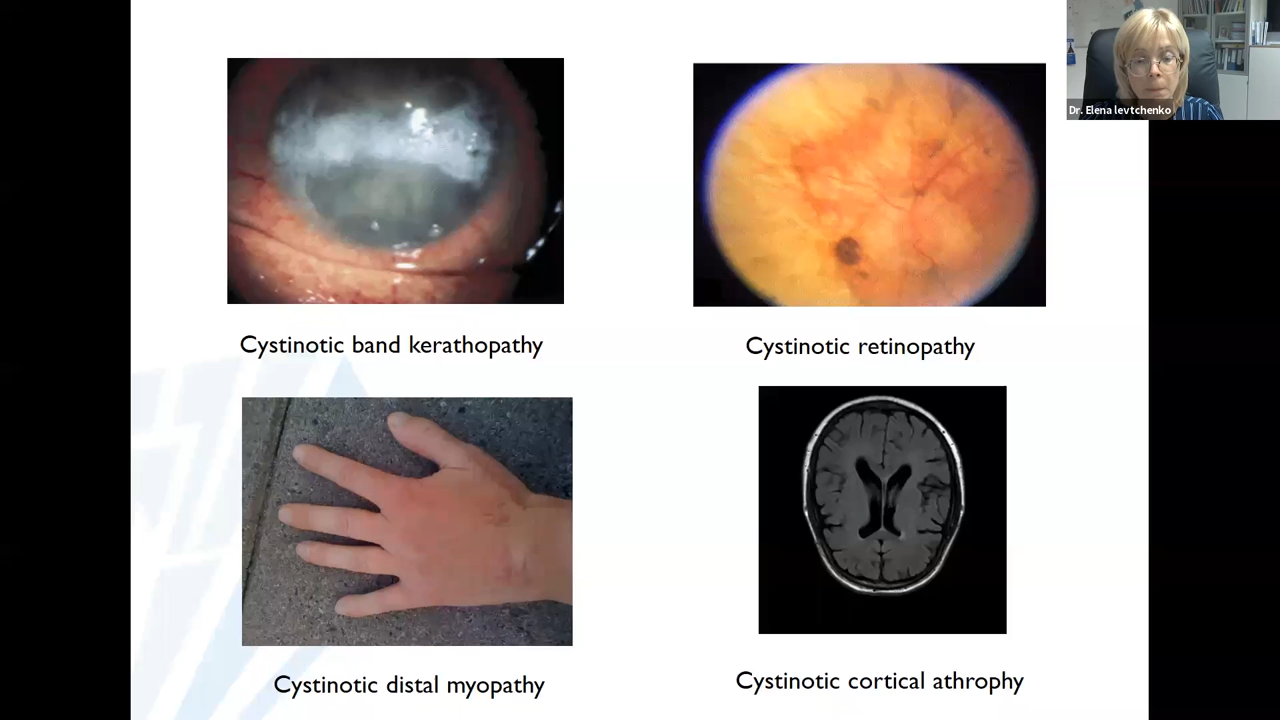 Dr. Elena Ievtchenko
Cystinotic band kerathopathy
Cystinotic retinopathy
Cystinotic distal myopathy
Cystinotic cortical athrophy